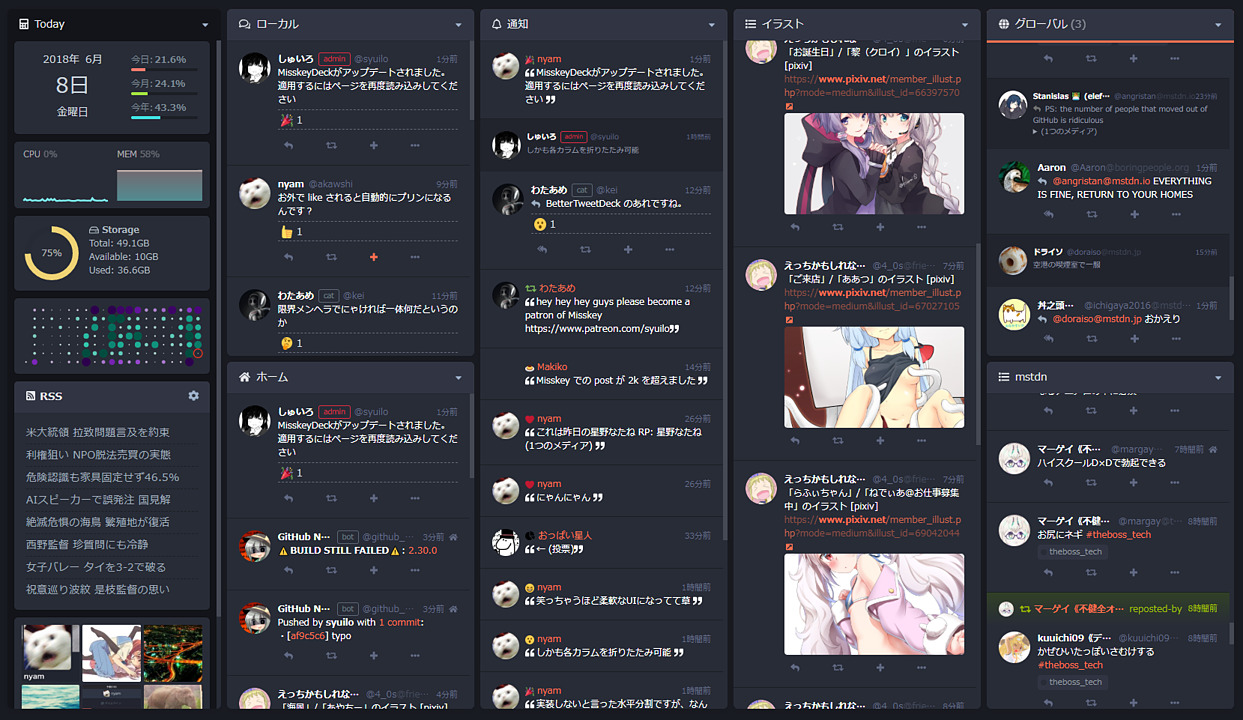 Today
2018年 6月
8日
金曜日
今日: 21.6%
今月: 24.1%
今年: 43.3%
CPU 0%
MEM 58%
75%
Storage
Total: 49.1GB
Available: 10GB
Used: 36.6GB
RSS
米大統領 拉致問題言及を約束
利権狙い NPO脱法売買の実態
危険認識も家具固定せず46.5%
AIスピーカーで誤発注 国見解
絶滅危惧の海鳥 繁殖地が復活
西野監督 珍質問にも冷静
女子バレー タイを3-2で破る
祝意巡り波紋 是枝監督の思い
nyam
ローカル
しゅいろ admin @syuilo 1分前
MisskeyDeckがアップデートされました。
適用するにはページを再度読み込みしてくだ
さい
1
nyam @akawshi 9分前
お外で like されると自動的にプリンになる
んです？
1
わたあめ cat @kei 11分前
限界メンヘラでにゃければ一体何だというの
か
1
ホーム
しゅいろ admin @syuilo 1分前
MisskeyDeckがアップデートされました。
適用するにはページを再度読み込みしてくだ
さい
1
GitHub N… bot @github_… 3分前
BUILD STILL FAILED : 2.30.0
GitHub N… bot @github_… 3分前
Pushed by syuilo with 1 commit:
- [af9c5c6] typo
えっちかもしれな… @4_0s@frie… 4分前
通知
nyam 1分前
MisskeyDeckがアップデートされました。
適用するにはページを再度読み込みしてくだ
さい
しゅいろ admin @syuilo 1時間前
しかも各カラムを折りたたみ可能
わたあめ cat @kei 12分前
BetterTweetDeck のあれですね。
1
わたあめ 12分前
hey hey hey guys please become a
patron of Misskey
https://www.patreon.com/syuilo
Makiko 14分前
Misskey での post が 2k を超えました
nyam 26分前
これは昨日の星野なたね RP: 星野なたね
(1つのメディア)
nyam 26分前
にゃんにゃん
おっぱい星人 33分前
← (投票)
nyam 1時間前
笑っちゃうほど柔軟なUIになってて草
nyam 1時間前
しかも各カラムを折りたたみ可能
nyam 1時間前
実装しないと言った水平分割ですが、なん
イラスト
えっちかもしれな… @4_0s@frie…
「お誕生日」/「黎（クロイ）」のイラスト
[pixiv]
https://www.pixiv.net/member_illust.p
hp?mode=medium&illust_id=66397570
えっちかもしれな… @4_0s@frie… 7分前
「ご来店」/「ああつ」のイラスト [pixiv]
https://www.pixiv.net/member_illust.p
hp?mode=medium&illust_id=67027105
えっちかもしれな… @4_0s@frie… 7分前
「らふぃちゃん」/「ねでぃあ@お仕事募集
中」のイラスト [pixiv]
https://www.pixiv.net/member_illust.p
hp?mode=medium&illust_id=69042044
えっちかもしれな… @4_0s@frie… 8分前
グローバル (3)
Stanislas (elef… @angristan@mstdn.io 23分前
PS: the number of people that moved out of
GitHub is ridiculous
(1つのメディア)
Aaron @Aaron@boringpeople.org 1分前
@angristan@mstdn.io EVERYTHING
IS FINE, RETURN TO YOUR HOMES
ドライソ @doraiso@mstdn.jp 15分前
空港の喫煙室で一服
丼之頭… @ichigaya2016@mstd… 1分前
@doraiso@mstdn.jp おかえり
mstdn
マーゲイ《不… @margay… 7時間前
ハイスクールD×Dで勃起できる
マーゲイ《不健… @margay@t… 8時間前
お尻にネギ #theboss_tech
theboss_tech
マーゲイ《不健全オ… reposted-by 8時間前
kuuichi09《デ… @kuuichi09… 8時間前
かぜひいたっぽいさむけする
#theboss_tech
theboss_tech